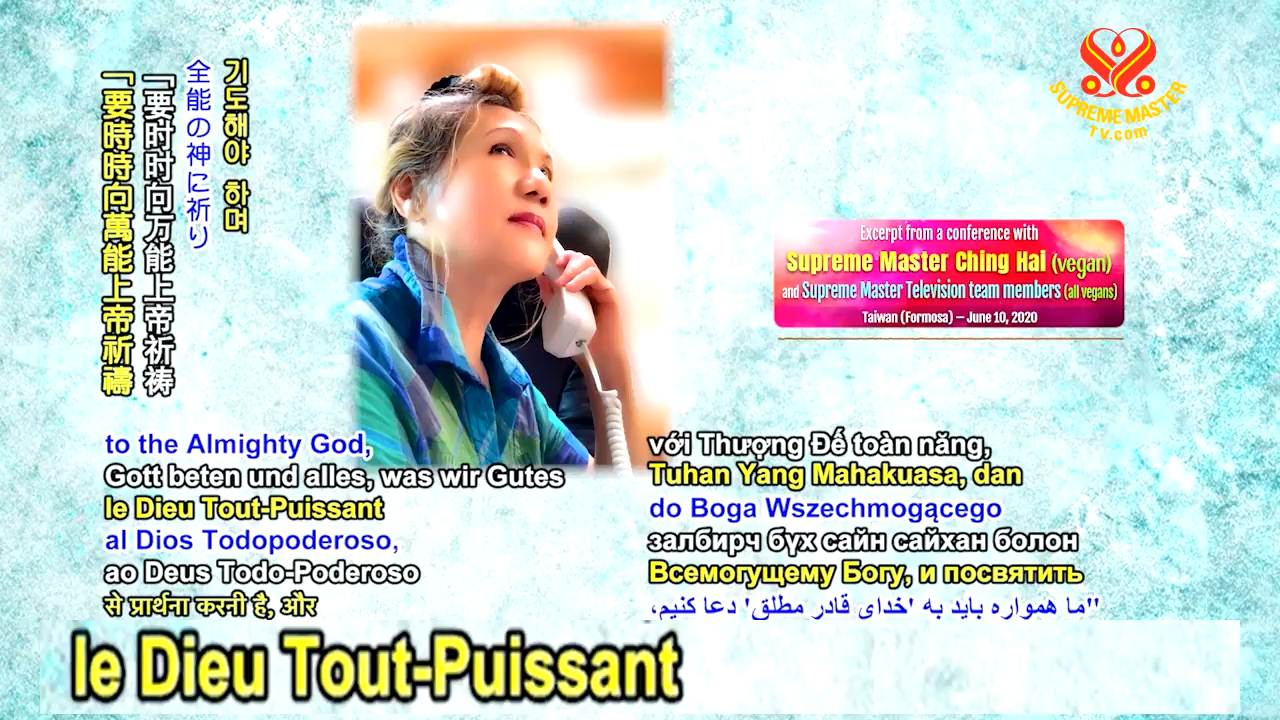 기도해야 하며
全能の神に祈り
「要时时向万能上帝祈祷
「要時時向萬能上帝祈禱
SUPREME MASTER
TV.com
Excerpt from a conference with
Supreme Master Ching Hai (vegan)
and Supreme Master Television team members (all vegans)
Taiwan (Formosa) – June 10, 2020
to the Almighty God,
Gott beten und alles, was wir Gutes
le Dieu Tout-Puissant
al Dios Todopoderoso,
ao Deus Todo-Poderoso
से प्रार्थना करनी है, और
với Thượng Đế toàn năng,
Tuhan Yang Mahakuasa, dan
do Boga Wszechmogącego
залбирч бүх сайн сайхан болон
Всемогущему Богу, и посвятить
"ما همواره باید به 'خدای قادر مطلق' دعا کنیم،
le Dieu Tout-Puissant